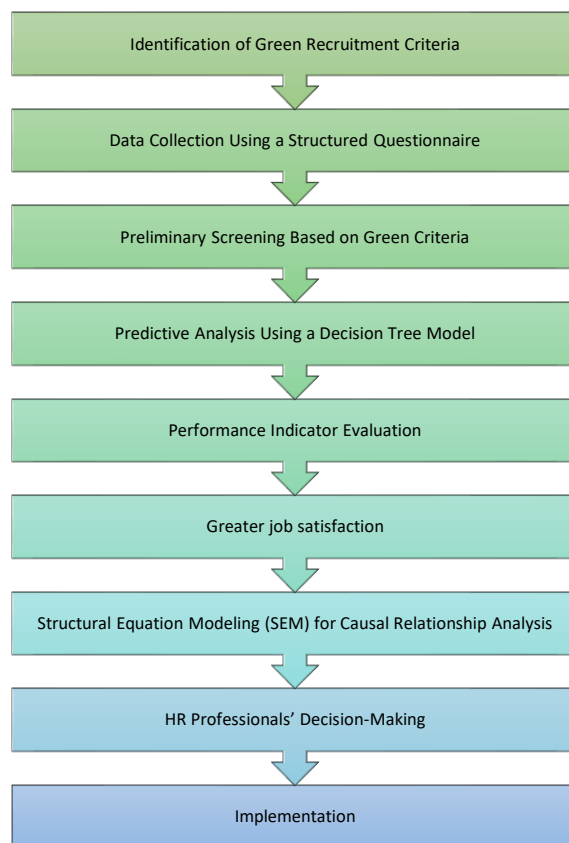 Identification of Green Recruitment Criteria
Data Collection Using a Structured Questionnaire
Preliminary Screening Based on Green Criteria
Predictive Analysis Using a Decision Tree Model
Performance Indicator Evaluation
Greater job satisfaction
Structural Equation Modeling (SEM) for Causal Relationship Analysis
HR Professionals’ Decision-Making
Implementation